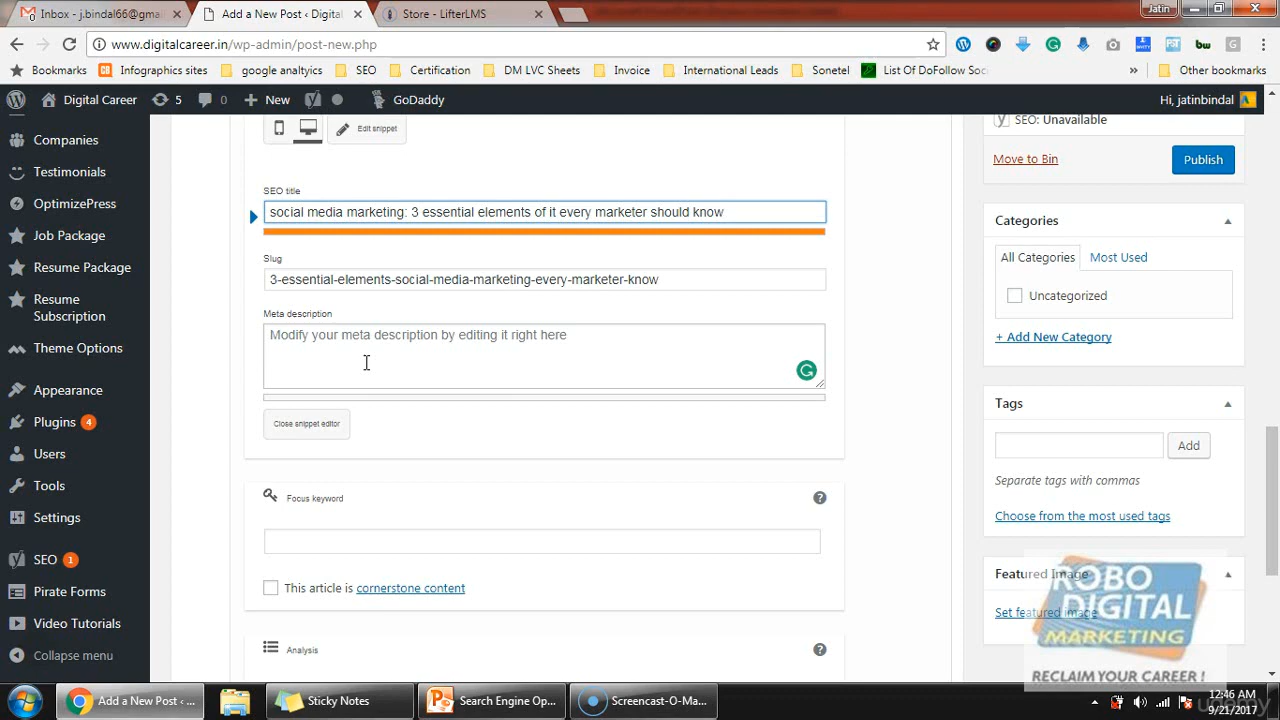 Inbox - j.bindal66@gma
Add a New Post ‹ Digital
Store - LifterLMS
Jatin
www.digitalcareer.in/wp-admin/post-new.php
Bookmarks
Infographics sites
google analtyics
SEO
Certification
DM LVC Sheets
Invoice
International Leads
Sonetel
List Of DoFollow Soc
»
Other bookmarks
Digital Career
5
0
New
GoDaddy
Hi, jatinbindal
Companies
Testimonials
OptimizePress
Job Package
Resume Package
Resume
Subscription
Theme Options
Appearance
Plugins 4
Users
Tools
Settings
SEO 1
Pirate Forms
Video Tutorials
Collapse menu
Edit snippet
SEO title
social media marketing: 3 essential elements of it every marketer should know
Slug
3-essential-elements-social-media-marketing-every-marketer-know
Meta description
Modify your meta description by editing it right here
Close snippet editor
Focus keyword
?
This article is cornerstone content
Analysis
?
SEO: Unavailable
Move to Bin
Publish
Categories
All Categories
Most Used
Uncategorized
+ Add New Category
Tags
Add
Separate tags with commas
Choose from the most used tags
Featured Image
Set featured image
ROBO
DIGITAL
MARKETING
RECLAIM YOUR CAREER !
Add a New Post ‹ ...
Sticky Notes
Search Engine Op...
Screencast-O-Ma...
12:46 AM
9/21/2017
udemy